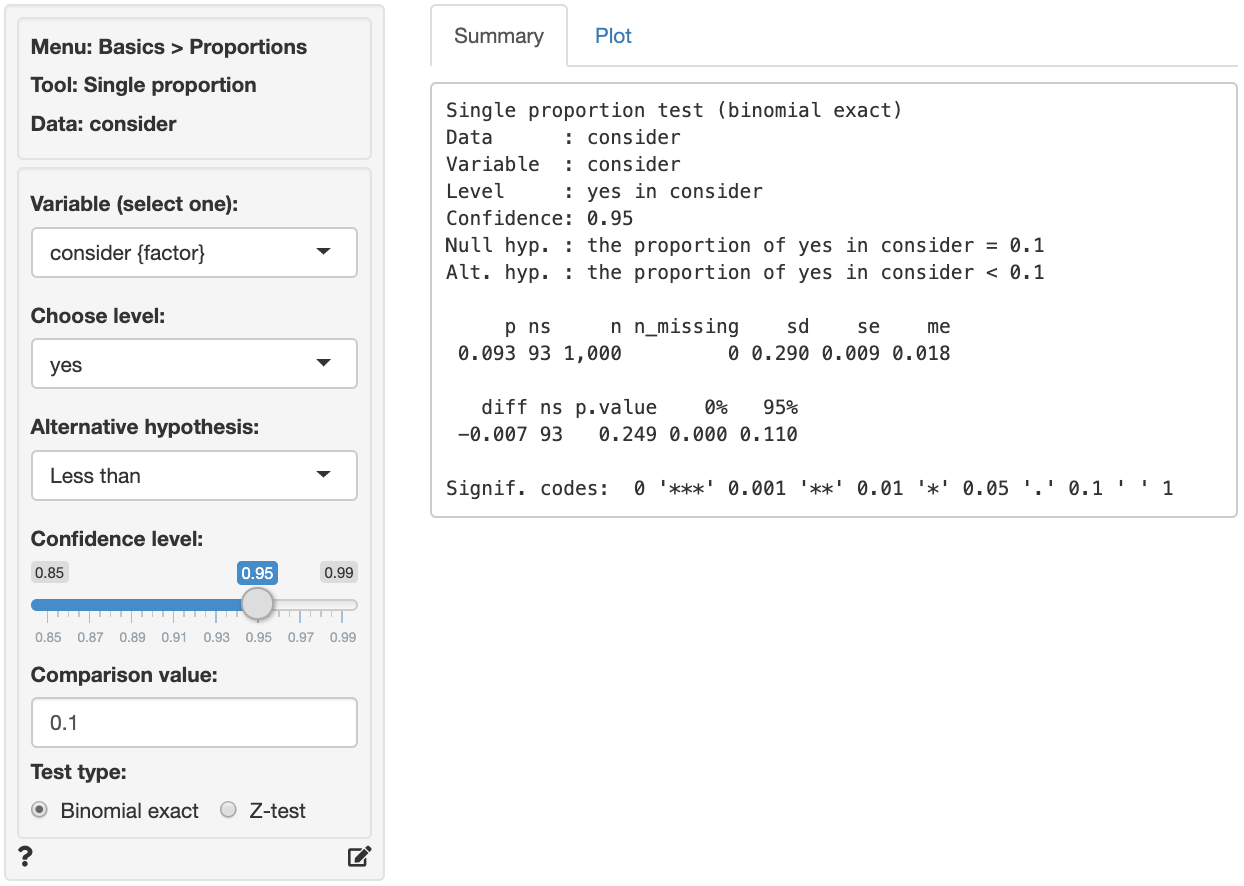 Menu: Basics > Proportions
Tool: Single proportion
Data: consider
Variable (select one):
consider {factor}
Choose level:
yes
Alternative hypothesis:
Less than
Confidence level:
0.85 0.95 0.99
0.85 0.87 0.89 0.91 0.93 0.95 0.97 0.99
Comparison value:
0.1
Test type:
Binomial exact Z-test
?
Summary Plot
Single proportion test (binomial exact)
Data      : consider
Variable  : consider
Level     : yes in consider
Confidence: 0.95
Null hyp. : the proportion of yes in consider = 0.1
Alt. hyp. : the proportion of yes in consider < 0.1
     p ns     n n_missing    sd    se    me
 0.093 93 1,000         0 0.290 0.009 0.018
   diff ns p.value    0%   95%
 −0.007 93   0.249 0.000 0.110
Signif. codes:  0 '***' 0.001 '**' 0.01 '*' 0.05 '.' 0.1 ' ' 1